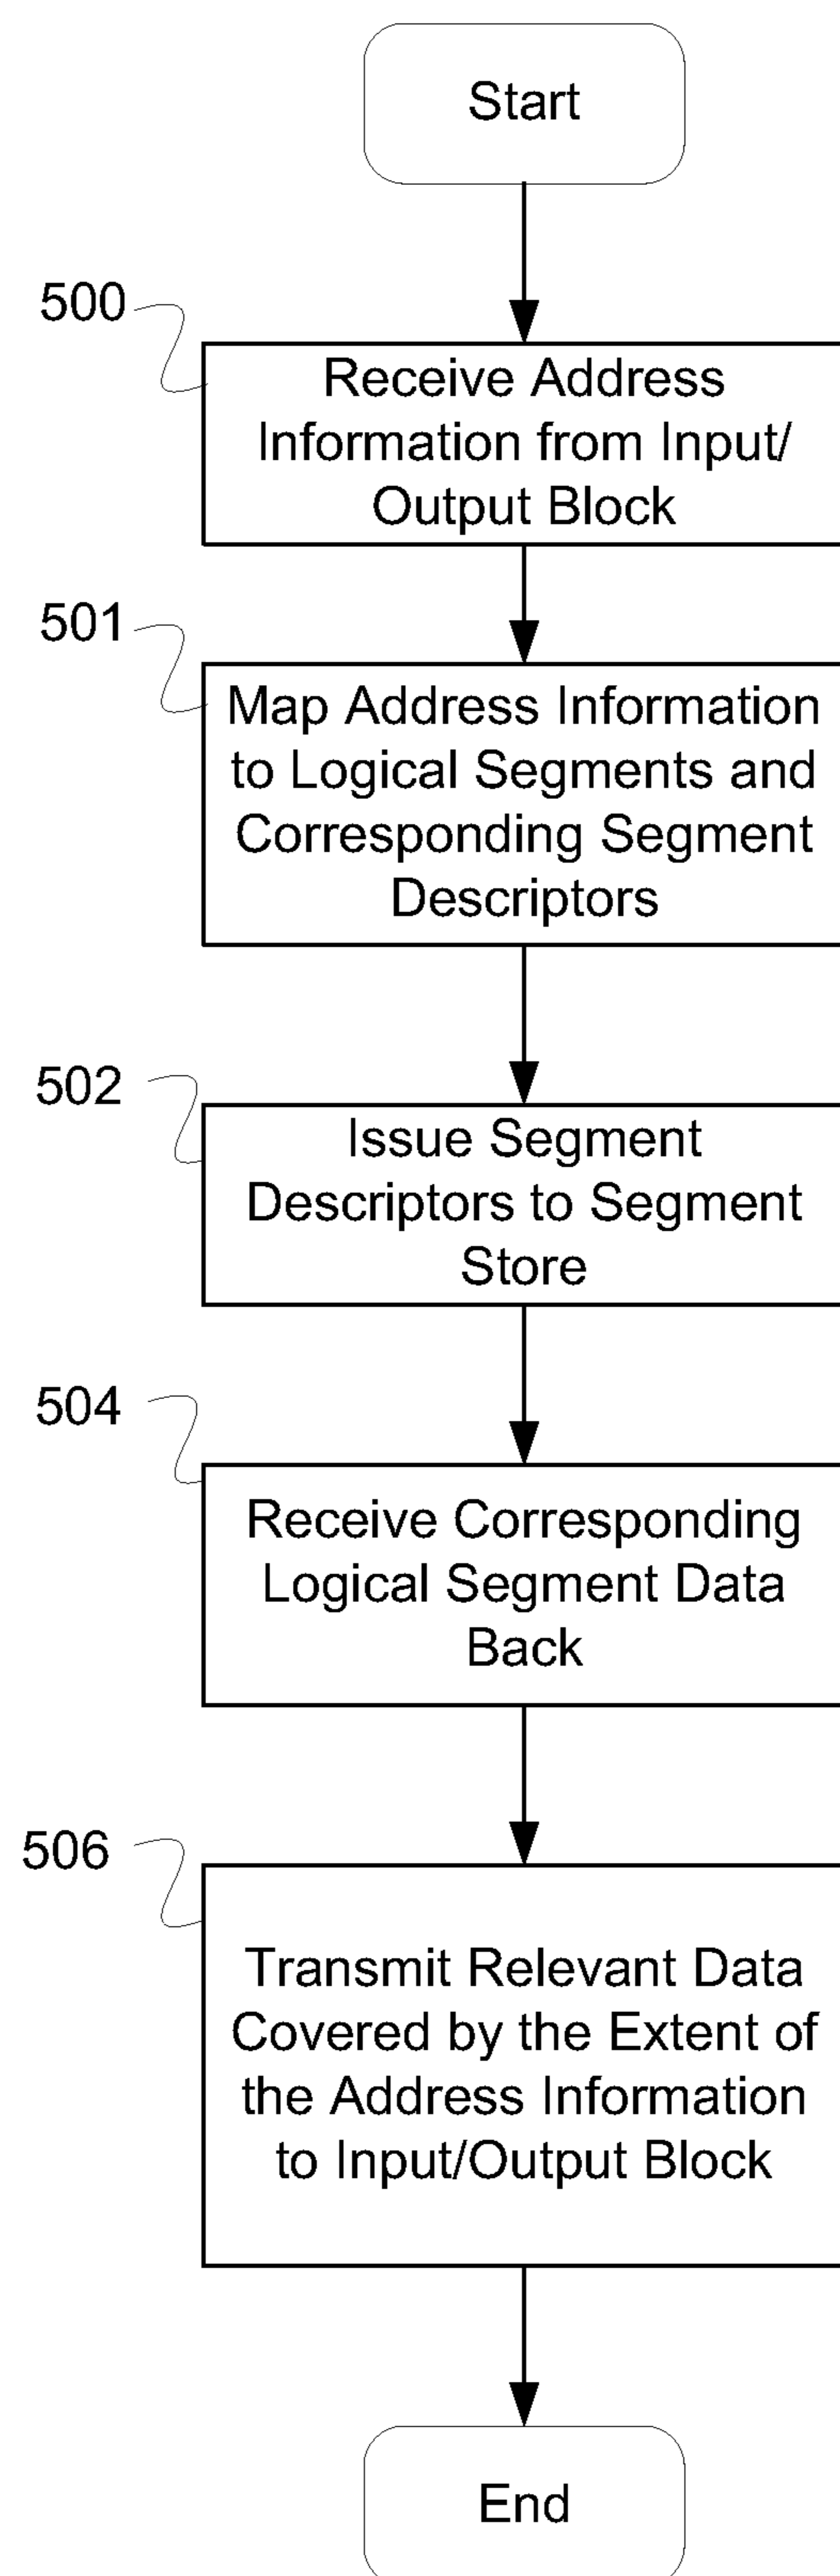 Start
500
Receive Address
Information from Input/
Output Block
501
Map Address Information
to Logical Segments and
Corresponding Segment
Descriptors
502
Issue Segment
Descriptors to Segment
Store
504
Receive Corresponding
Logical Segment Data
Back
506
Transmit Relevant Data
Covered by the Extent of
the Address Information
to Input/Output Block
End